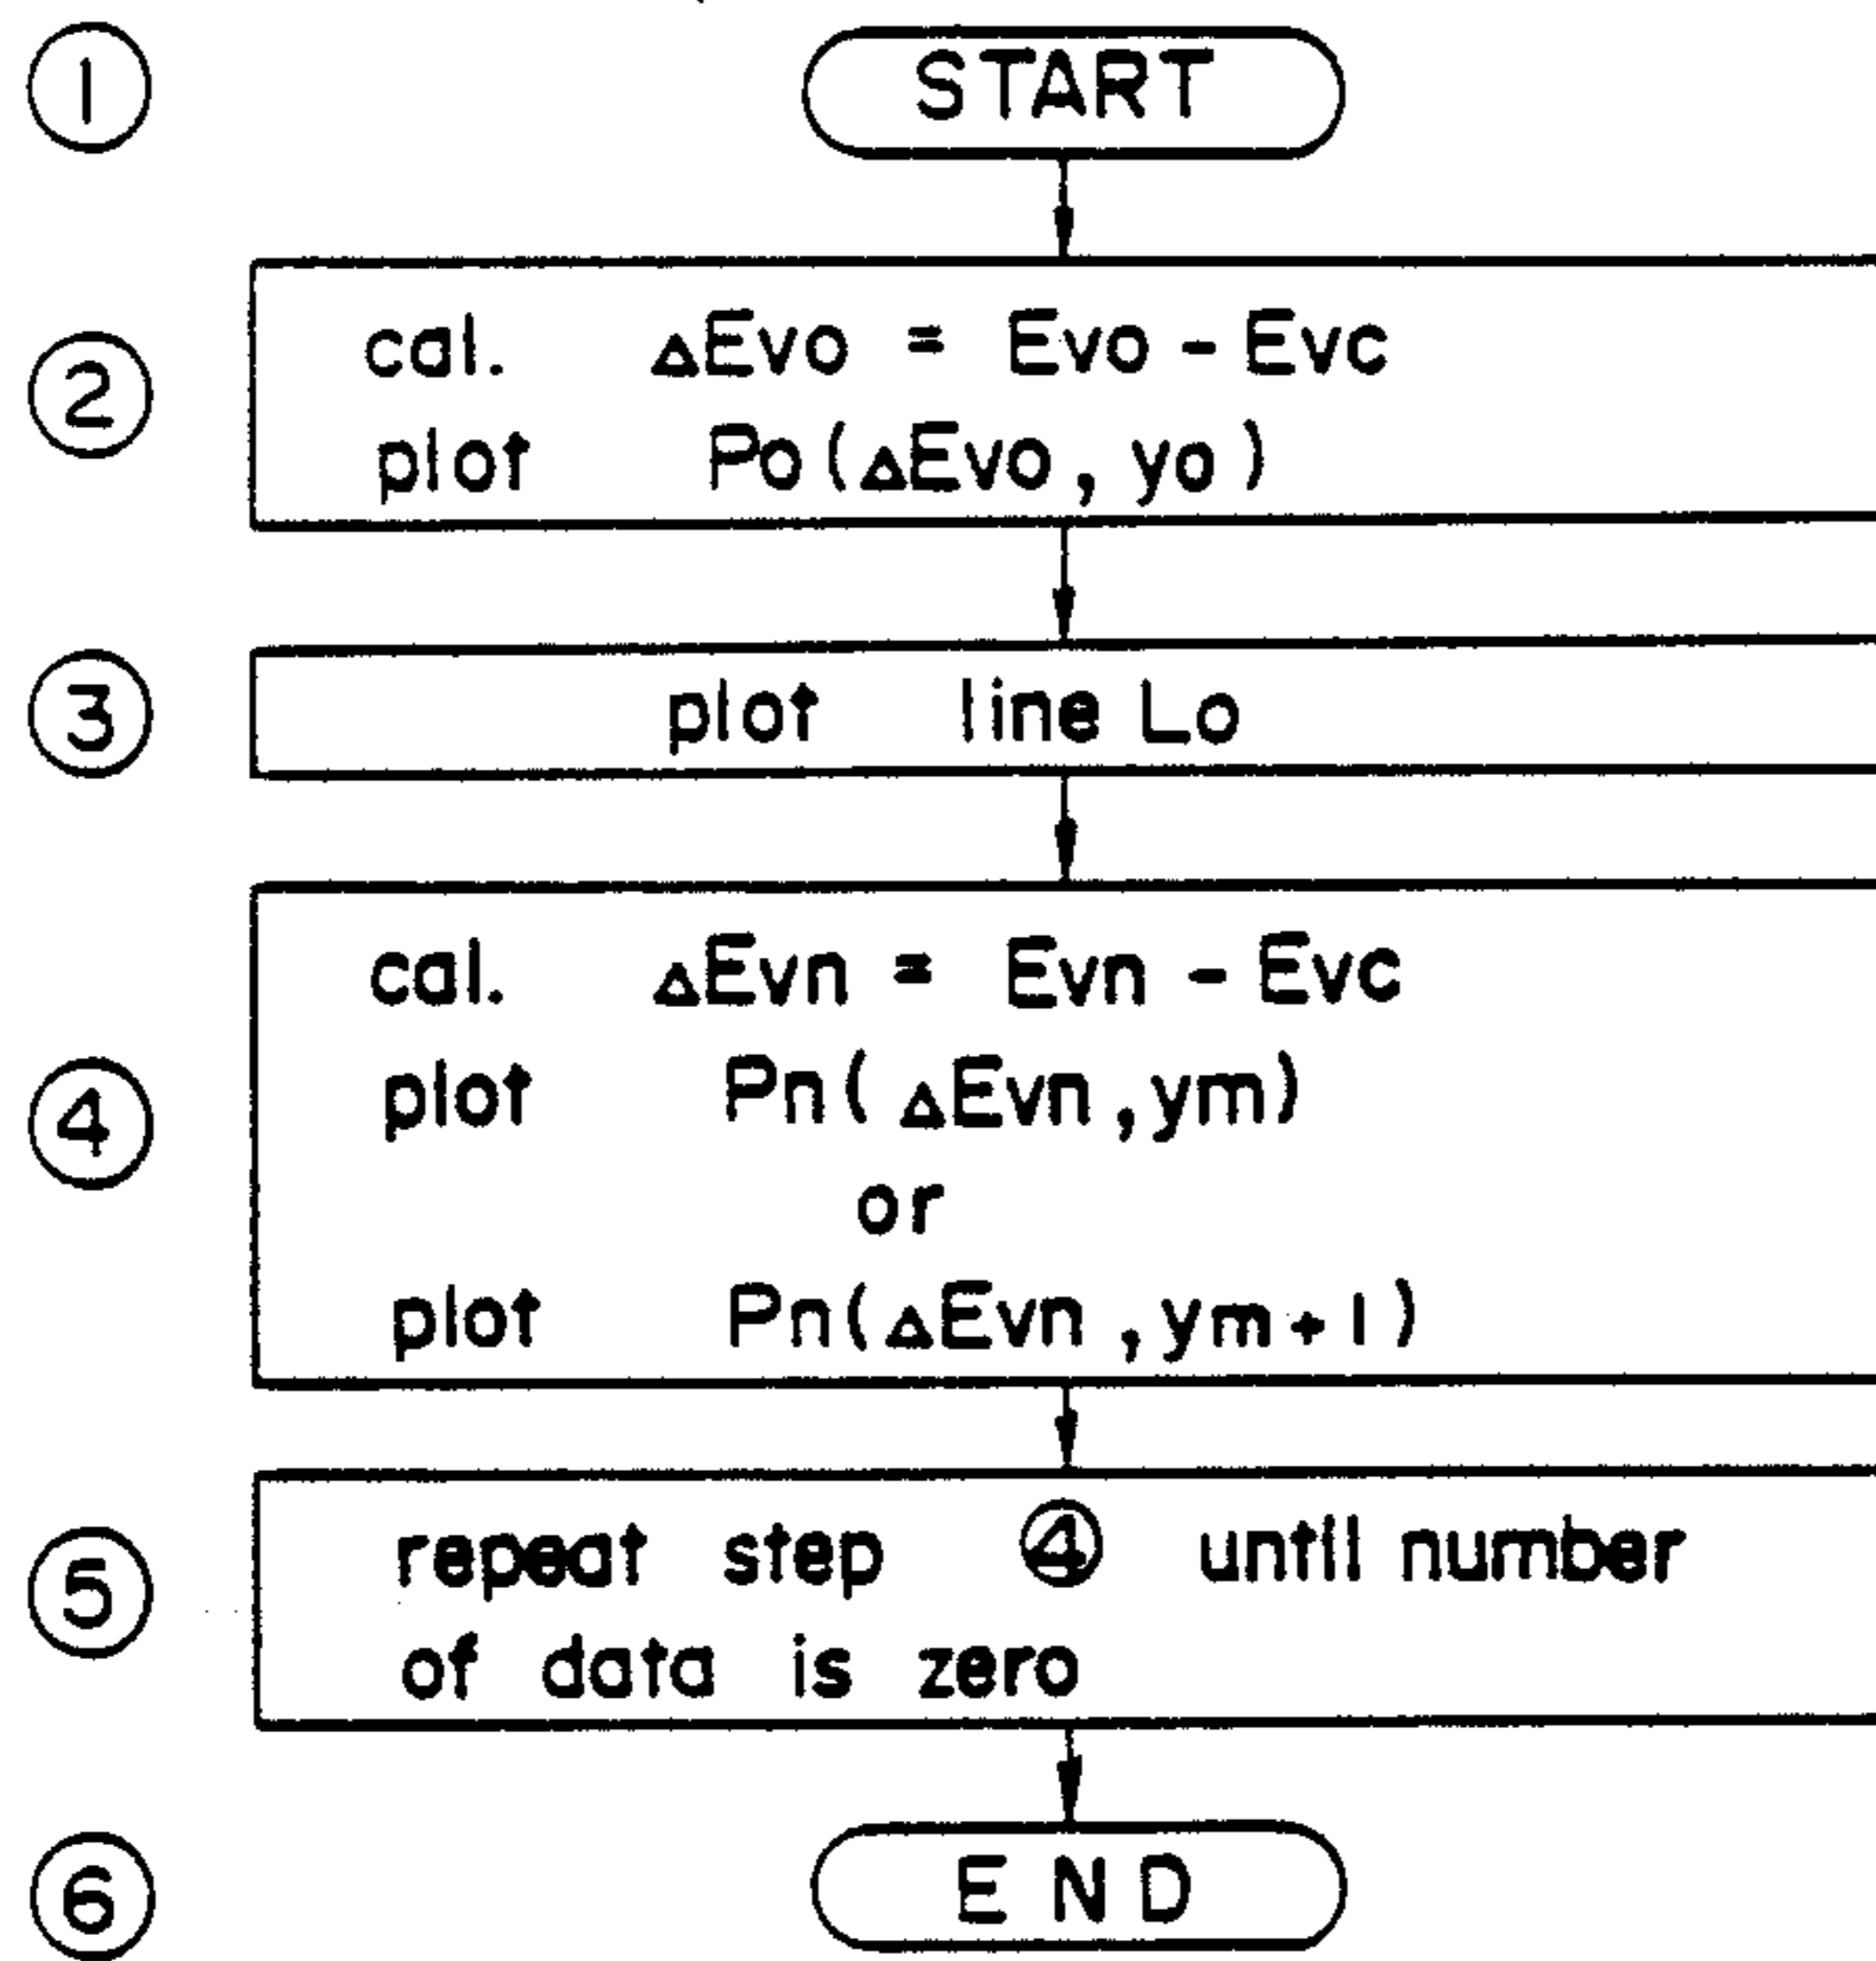 ① START
② cal. ΔEvo = Evo - Evc
plot Po(ΔEvo, yo)
③ plot line Lo
④ cal. ΔEvn = Evn - Evc
plot Pn(ΔEvn,ym)
or
plot Pn(ΔEvn,ym+1)
⑤ repeat step ④ until number
of data is zero
⑥ END